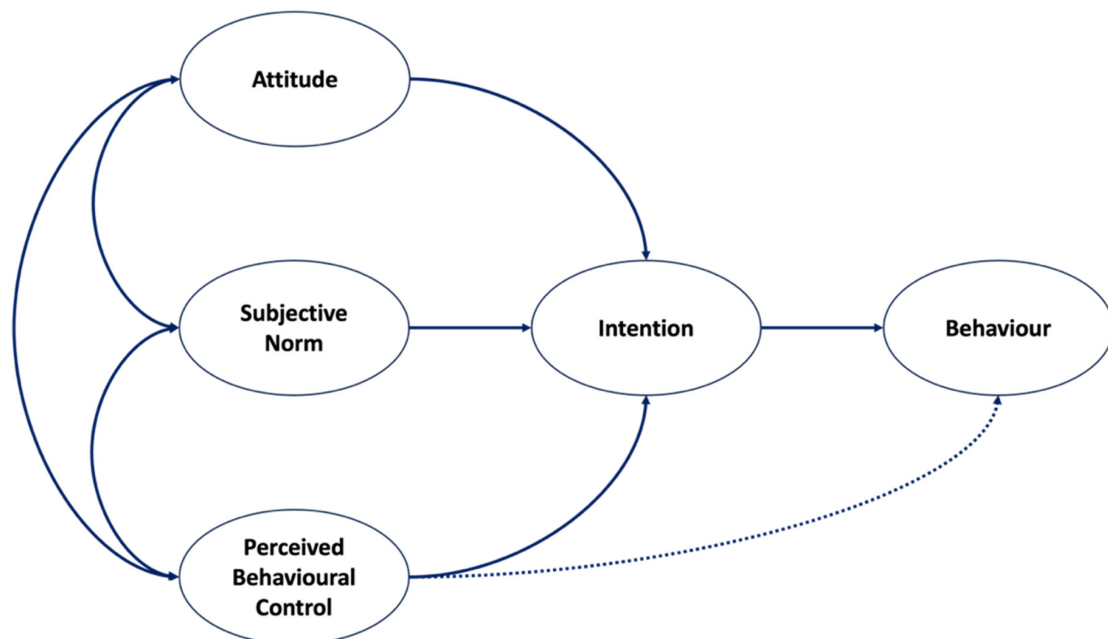 Attitude
Subjective
Norm
Intention
Behaviour
Perceived
Behavioural
Control